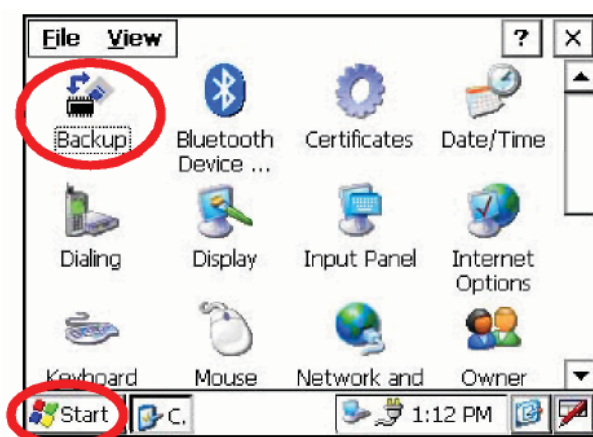 File View ? ×
Backup Bluetooth Certificates Date/Time
Device ...
Dialing Display Input Panel Internet
Options
Keyboard Mouse Network and Owner
Start C. 1:12 PM